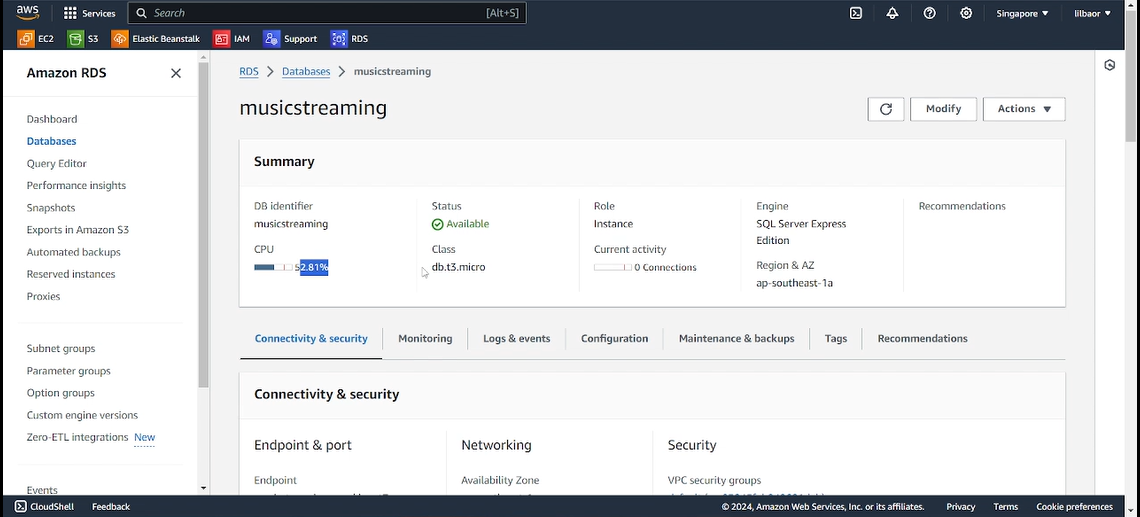 aws
Services
Search
[Alt+S]
Singapore
lilbaor
EC2
S3
Elastic Beanstalk
IAM
Support
RDS
Amazon RDS
Dashboard
Databases
Query Editor
Performance insights
Snapshots
Exports in Amazon S3
Automated backups
Reserved instances
Proxies
Subnet groups
Parameter groups
Option groups
Custom engine versions
Zero-ETL integrations New
Events
RDS > Databases > musicstreaming
musicstreaming
Modify
Actions
Summary
DB identifier
musicstreaming
CPU
52.81%
Status
Available
Class
db.t3.micro
Role
Instance
Current activity
0 Connections
Engine
SQL Server Express
Edition
Region & AZ
ap-southeast-1a
Recommendations
Connectivity & security
Monitoring
Logs & events
Configuration
Maintenance & backups
Tags
Recommendations
Connectivity & security
Endpoint & port
Endpoint
Networking
Availability Zone
Security
VPC security groups
CloudShell
Feedback
© 2024, Amazon Web Services, Inc. or its affiliates.
Privacy
Terms
Cookie preferences